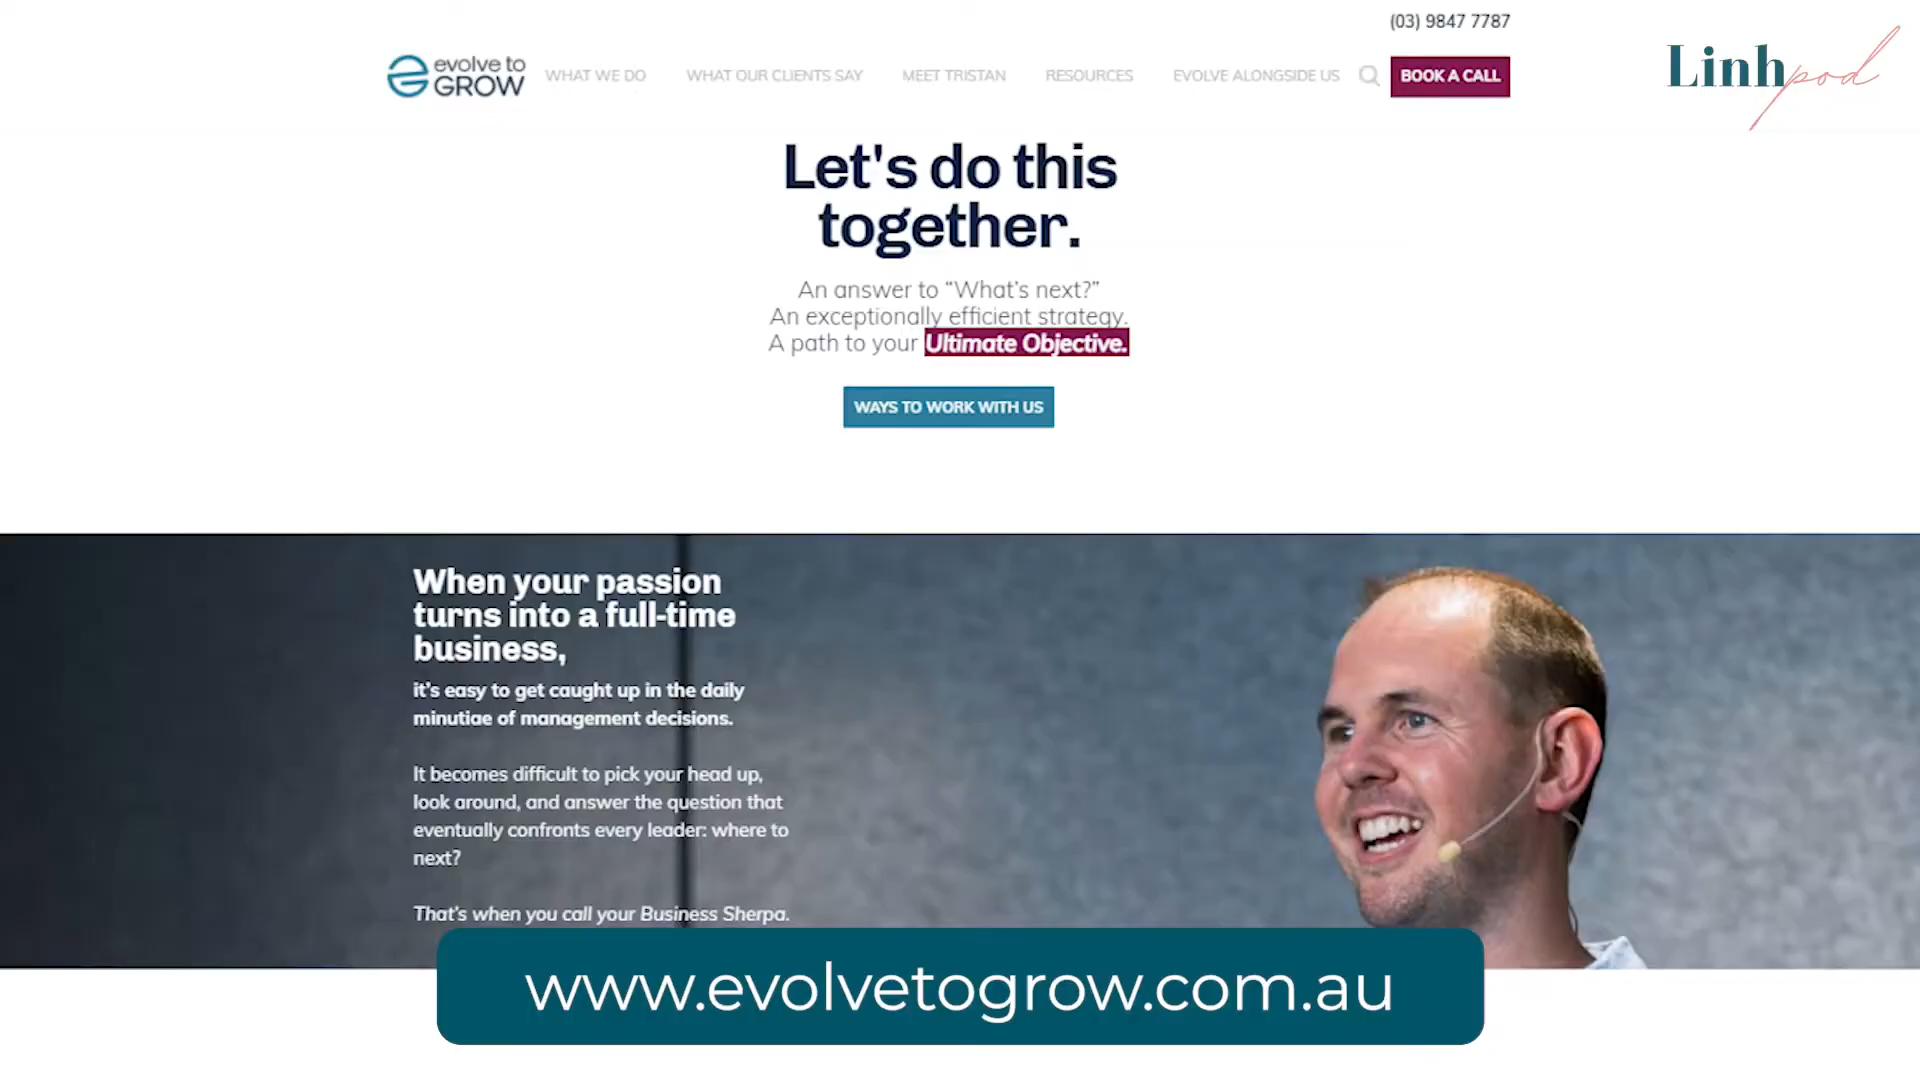 (03) 9847 7787
evolve to
GROW
WHAT WE DO
WHAT OUR CLIENTS SAY
MEET TRISTAN
RESOURCES
EVOLVE ALONGSIDE US
BOOK A CALL
Linhpod
Let's do this
together.
An answer to “What's next?”
An exceptionally efficient strategy.
A path to your Ultimate Objective.
WAYS TO WORK WITH US
When your passion
turns into a full-time
business,
it's easy to get caught up in the daily
minutiae of management decisions.
It becomes difficult to pick your head up,
look around, and answer the question that
eventually confronts every leader: where to
next?
That's when you call your Business Sherpa.
www.evolvetogrow.com.au